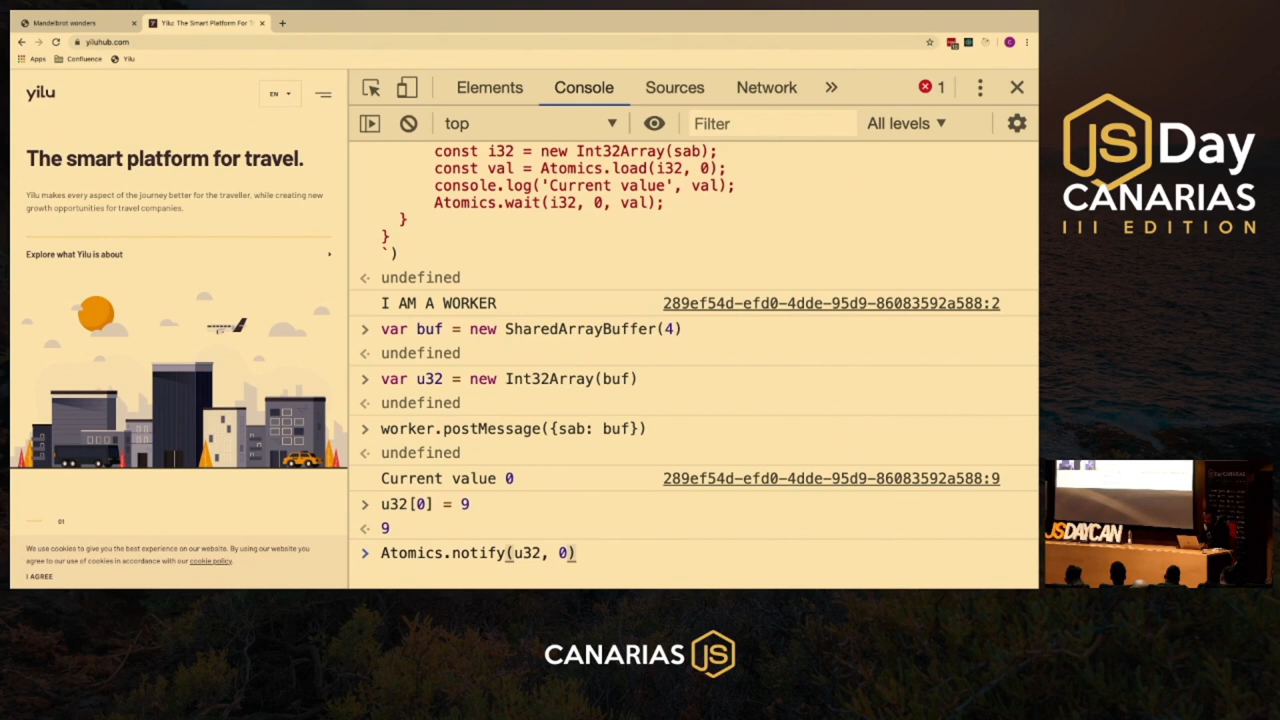 Mandelbrot wonders
Yilu: The Smart Platform For T
yiluhub.com
Apps
Confluence
Yilu
yilu
EN
The smart platform for travel.
Yilu makes every aspect of the journey better for the traveller, while creating new
growth opportunities for travel companies.
Explore what Yilu is about
01
We use cookies to give you the best experience on our website. By using our website you
agree to our use of cookies in accordance with our cookie policy.
I AGREE
Elements
Console
Sources
Network
1
top
Filter
All levels
const i32 = new Int32Array(sab);
const val = Atomics.load(i32, 0);
console.log('Current value', val);
Atomics.wait(i32, 0, val);
}
}
`)
undefined
I AM A WORKER 289ef54d-efd0-4dde-95d9-86083592a588:2
> var buf = new SharedArrayBuffer(4)
undefined
> var u32 = new Int32Array(buf)
undefined
> worker.postMessage({sab: buf})
undefined
Current value 0 289ef54d-efd0-4dde-95d9-86083592a588:9
> u32[0] = 9
9
> Atomics.notify(u32, 0)
JS Day
CANARIAS
III EDITION
JSDAYCAN
CANARIAS JS